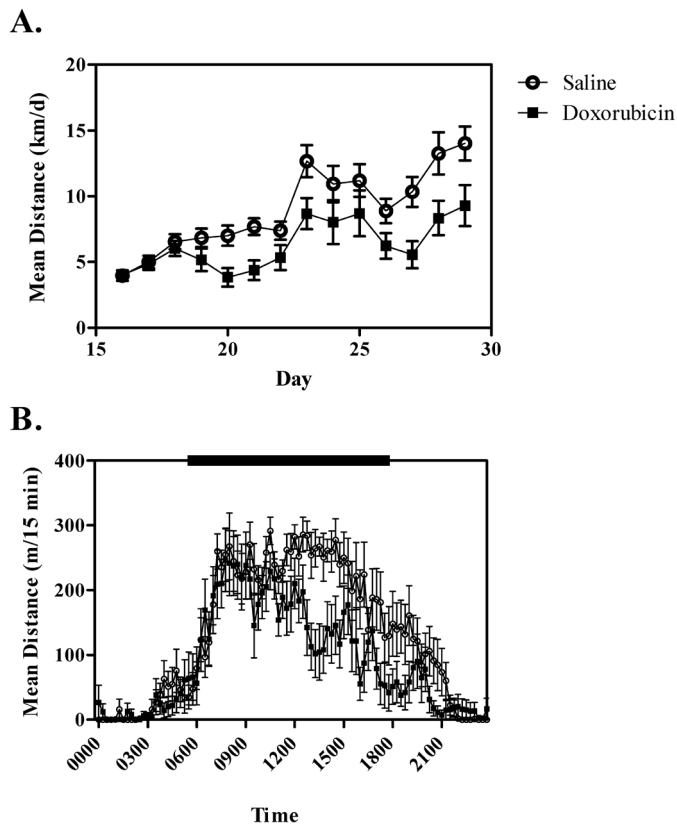 A.
20
15
10
5
0
Mean Distance (km/d)
15 20 25 30
Day
Saline
Doxorubicin
B.
400
300
200
100
0
Mean Distance (m/15 min)
0000 0300 0600 0900 1200 1500 1800 2100
Time